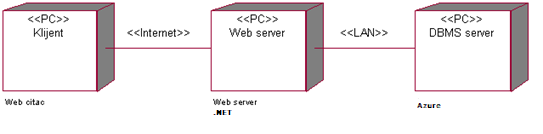 <<PC>>
Klijent
<<Internet>>
<<PC>>
Web server
<<LAN>>
<<PC>>
DBMS server
Web citac
Web server
.NET
Azure